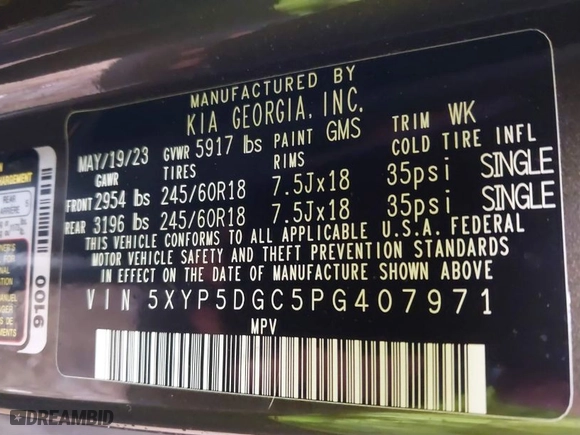 MANUFACTURED BY
KIA GEORGIA, INC.
MAY/19/23 GVWR 5917 lbs PAINT GMS TRIM WK
GAWR TIRES RIMS COLD TIRE INFL
FRONT 2954 lbs 245/60R18 7.5Jx18 35psi SINGLE
REAR 3196 lbs 245/60R18 7.5Jx18 35psi SINGLE
THIS VEHICLE CONFORMS TO ALL APPLICABLE U.S.A. FEDERAL
MOTOR VEHICLE SAFETY AND THEFT PREVENTION STANDARDS
IN EFFECT ON THE DATE OF MANUFACTURE SHOWN ABOVE
VIN 5XYP5DGC5PG407971
MPV
REAR
9100
DREAMBID